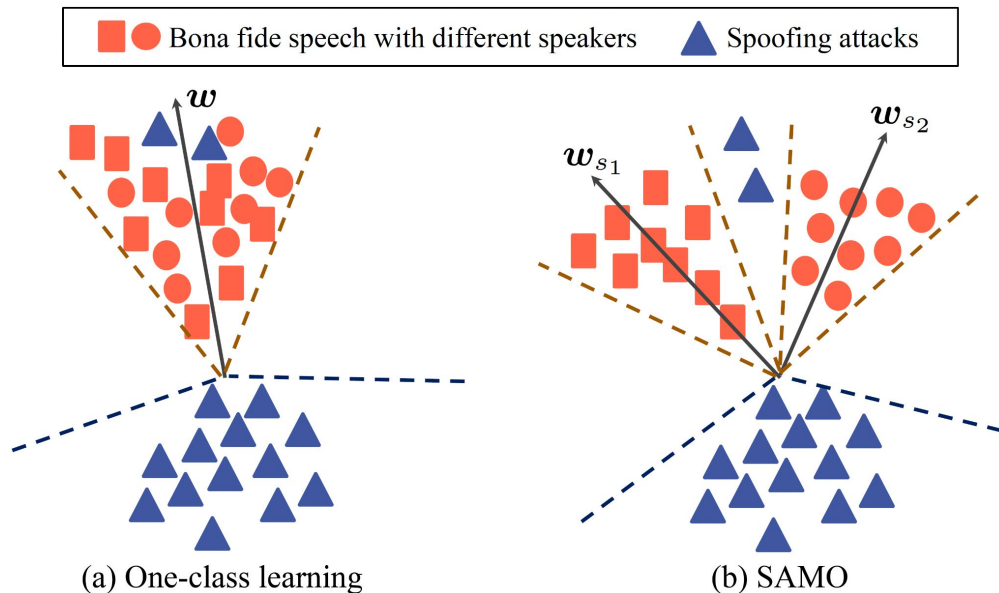 Bona fide speech with different speakers
Spoofing attacks
w
w_{s_1}
w_{s_2}
(a) One-class learning
(b) SAMO